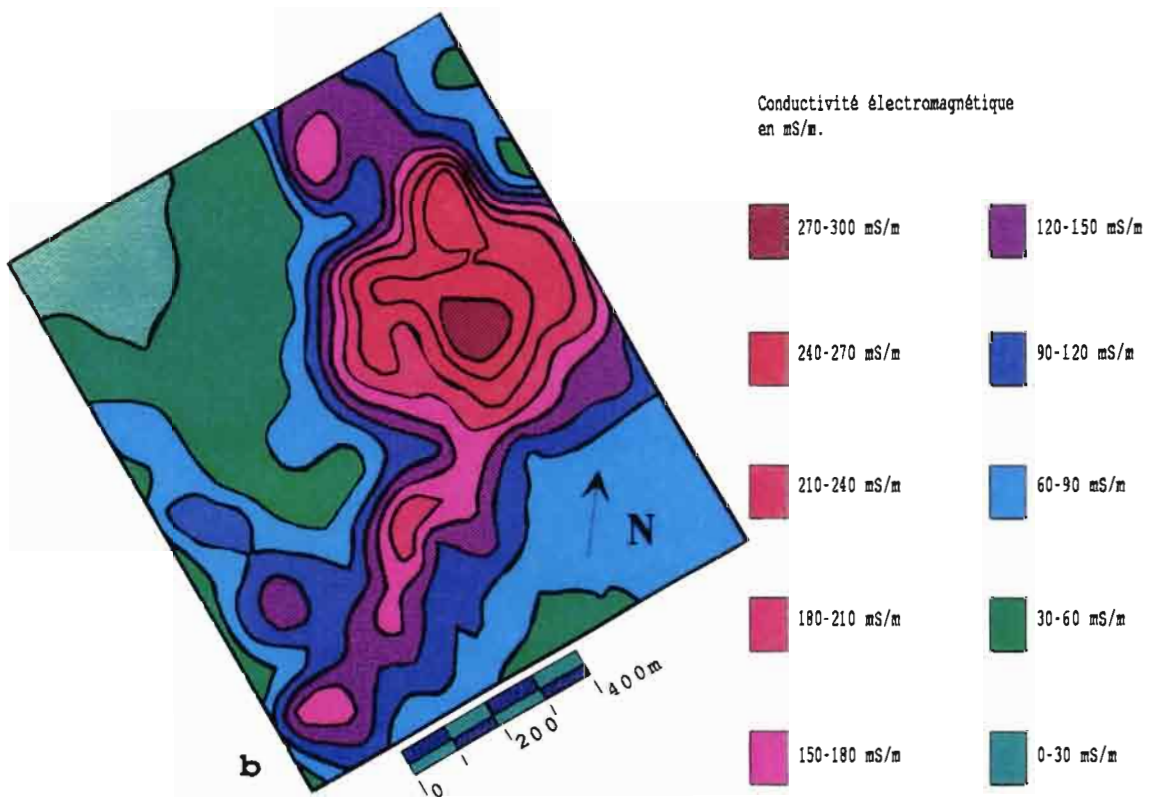 Conductivité électromagnétique
en mS/m.
270-300 mS/m
120-150 mS/m
240-270 mS/m
90-120 mS/m
210-240 mS/m
60-90 mS/m
180-210 mS/m
30-60 mS/m
150-180 mS/m
0-30 mS/m
N
b
0
200
400m